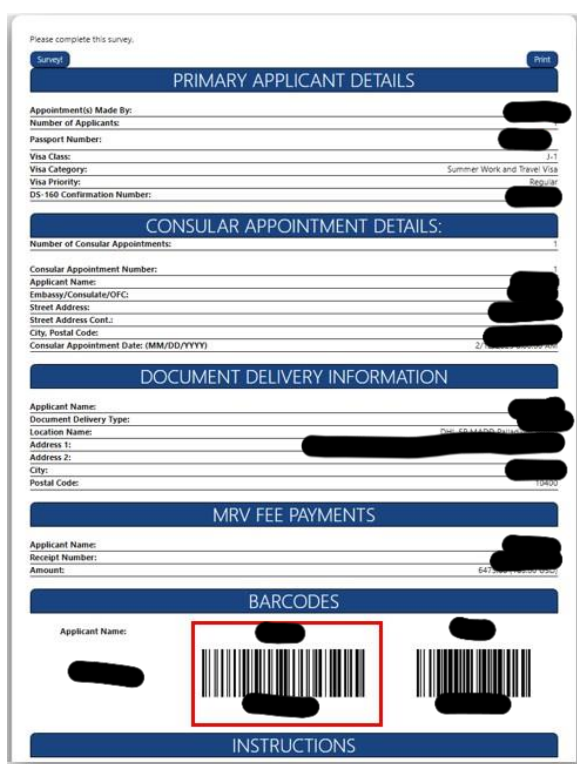 Please complete this survey.
Survey! Print
PRIMARY APPLICANT DETAILS
Appointment(s) Made By:
Number of Applicants:
Passport Number:
Visa Class: J-1
Visa Category: Summer Work and Travel Visa
Visa Priority: Regular
DS-160 Confirmation Number:
CONSULAR APPOINTMENT DETAILS:
Number of Consular Appointments: 1
Consular Appointment Number: 1
Applicant Name:
Embassy/Consulate/OFC:
Street Address:
Street Address Cont.:
City, Postal Code:
Consular Appointment Date: (MM/DD/YYYY)
DOCUMENT DELIVERY INFORMATION
Applicant Name:
Document Delivery Type:
Location Name:
Address 1:
Address 2:
City:
Postal Code: 10400
MRV FEE PAYMENTS
Applicant Name:
Receipt Number:
Amount:
BARCODES
Applicant Name:
INSTRUCTIONS